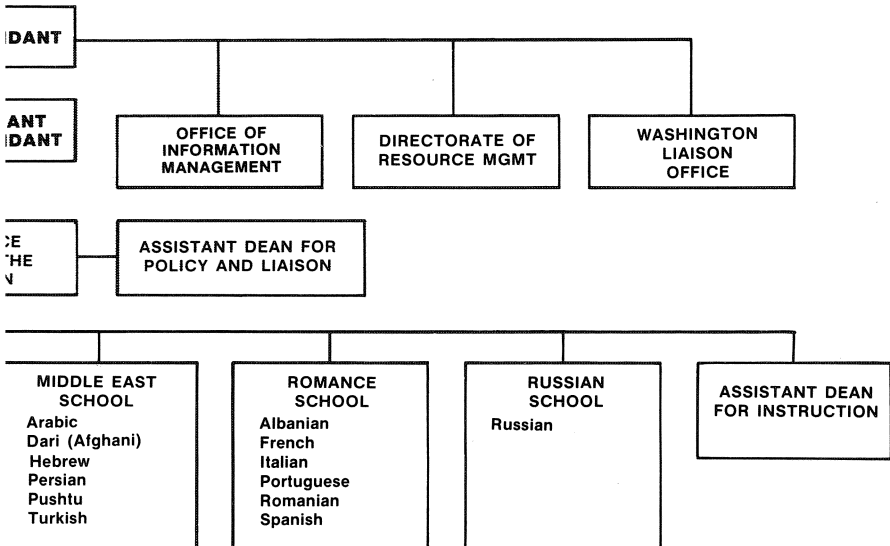 DANT
ANT
DANT
OFFICE OF
INFORMATION
MANAGEMENT
DIRECTORATE OF
RESOURCE MGMT
WASHINGTON
LIAISON
OFFICE
CE
THE
N
ASSISTANT DEAN FOR
POLICY AND LIAISON
MIDDLE EAST
SCHOOL
Arabic
Dari (Afghani)
Hebrew
Persian
Pushtu
Turkish
ROMANCE
SCHOOL
Albanian
French
Italian
Portuguese
Romanian
Spanish
RUSSIAN
SCHOOL
Russian
ASSISTANT DEAN
FOR INSTRUCTION